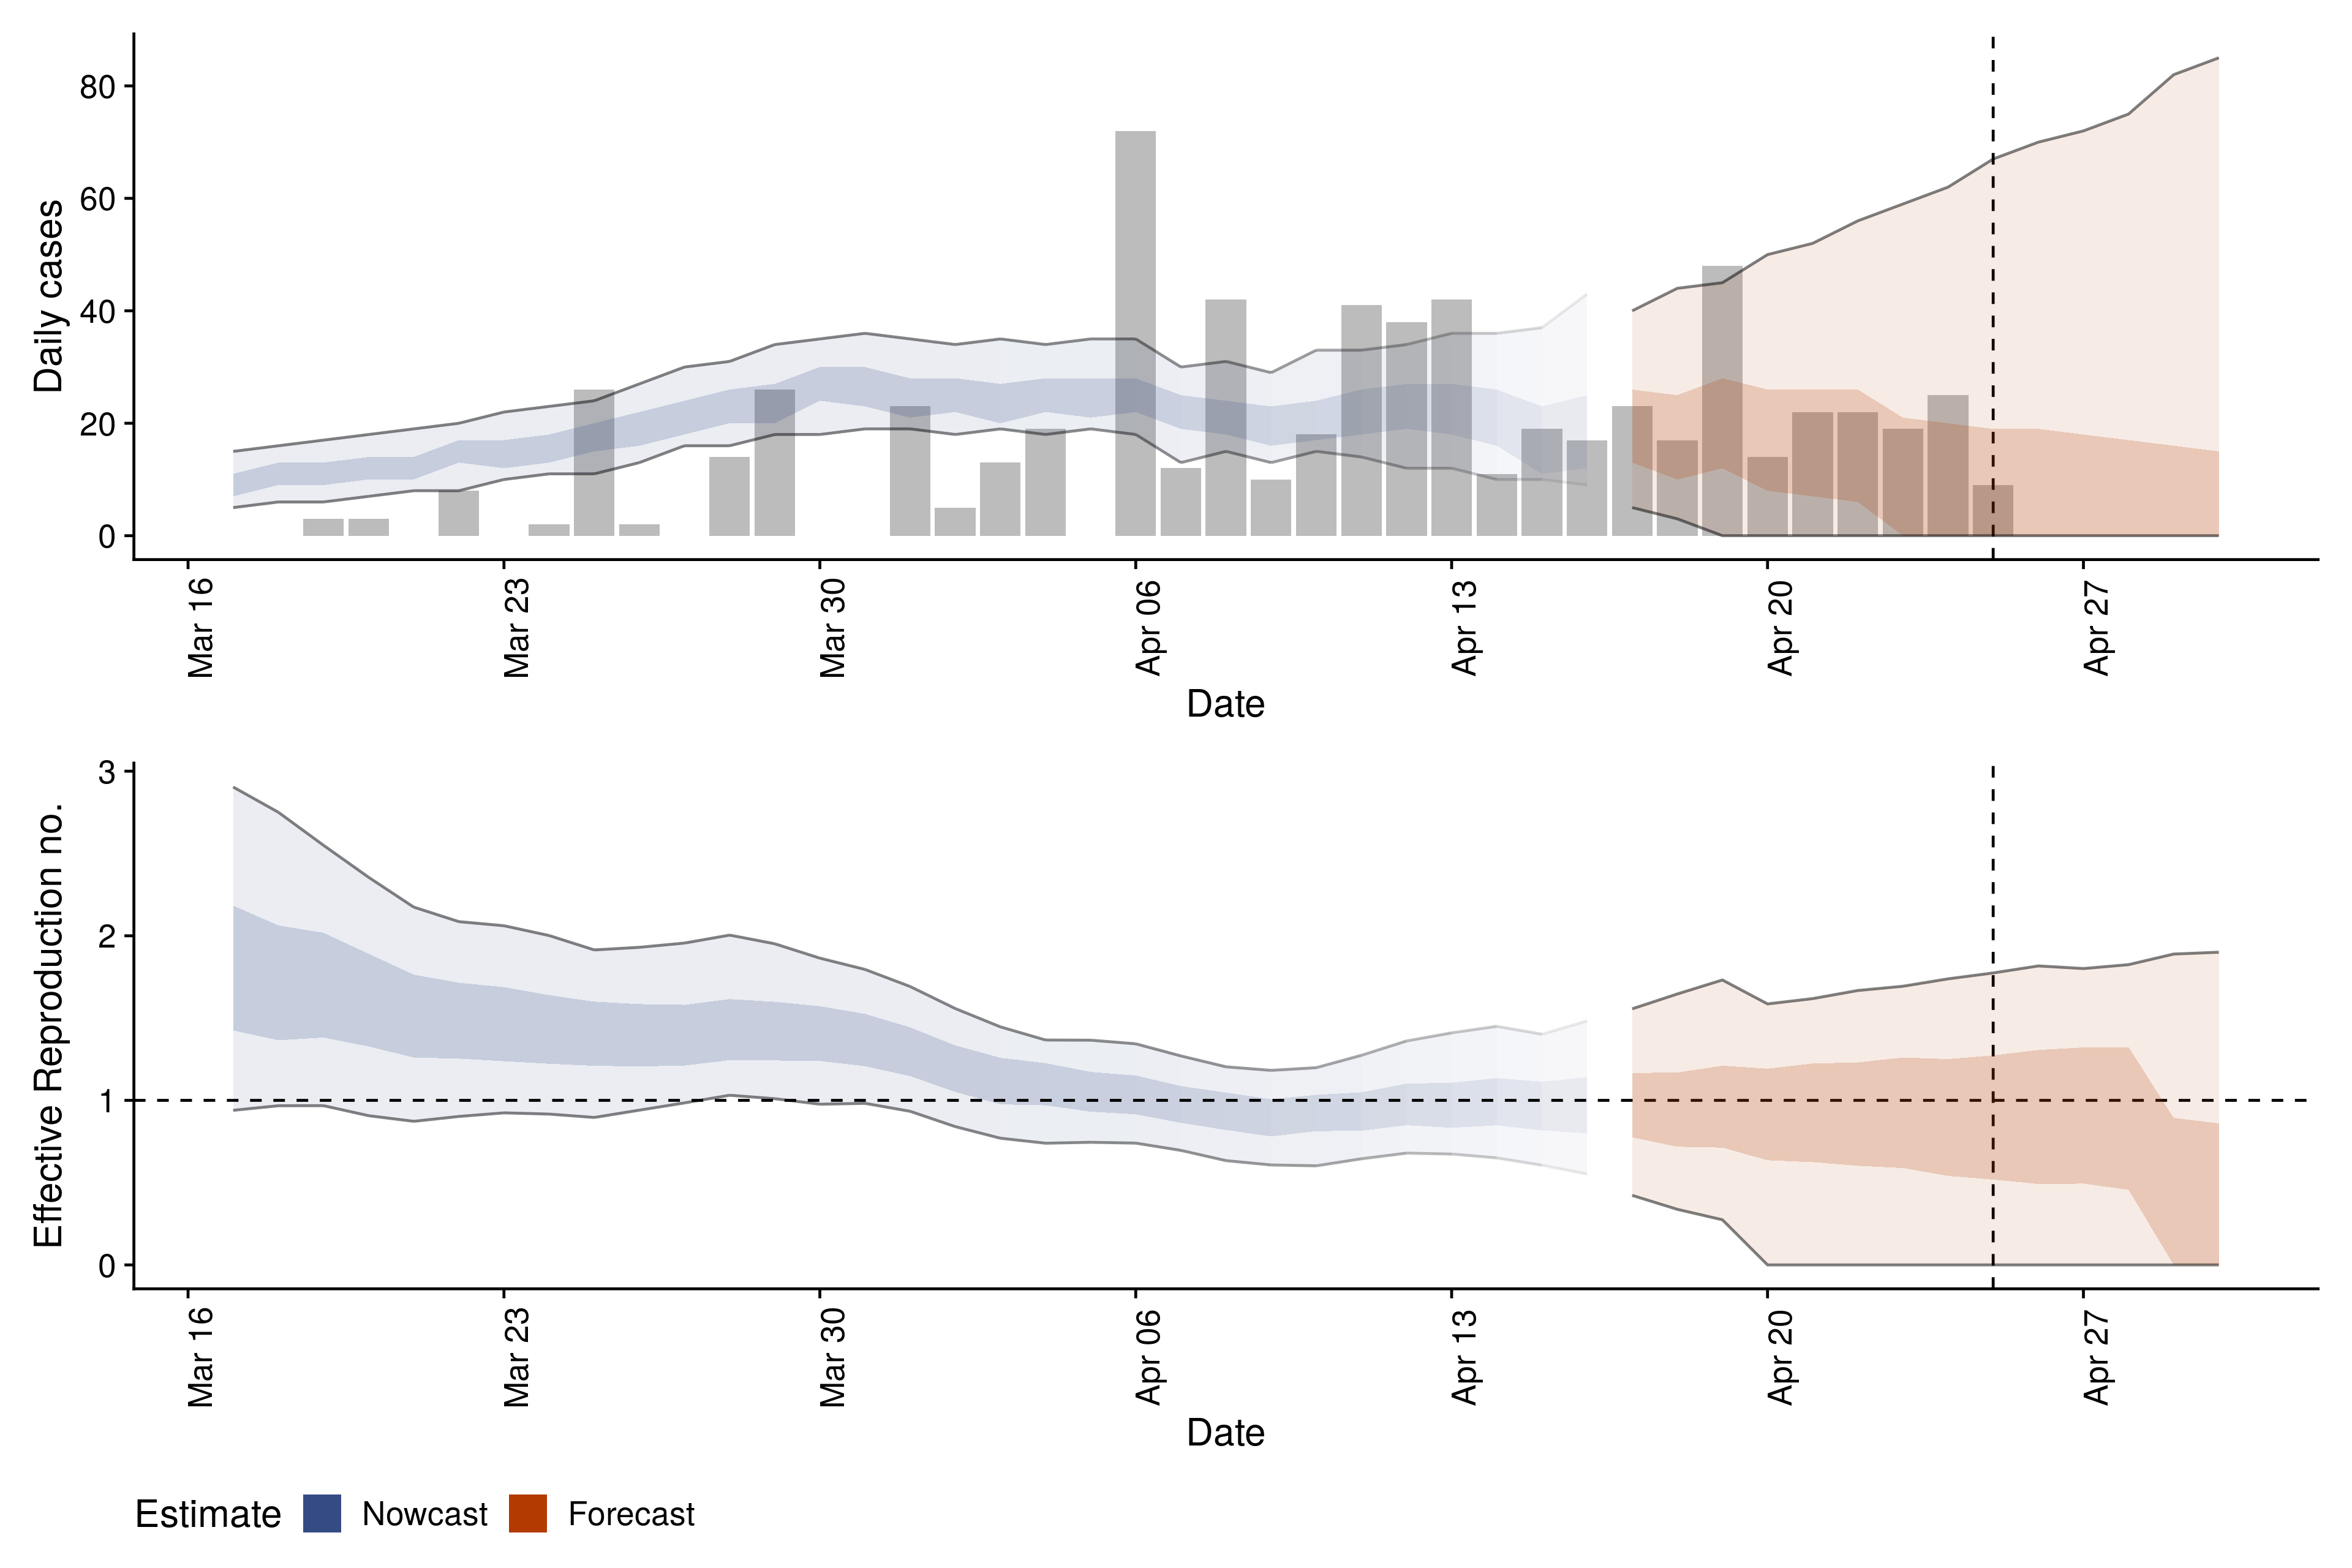 Daily cases
80
60
40
20
0
Mar 16
Mar 23
Mar 30
Apr 06
Apr 13
Apr 20
Apr 27
Date
Effective Reproduction no.
3
2
1
0
Mar 16
Mar 23
Mar 30
Apr 06
Apr 13
Apr 20
Apr 27
Date
Estimate Nowcast Forecast